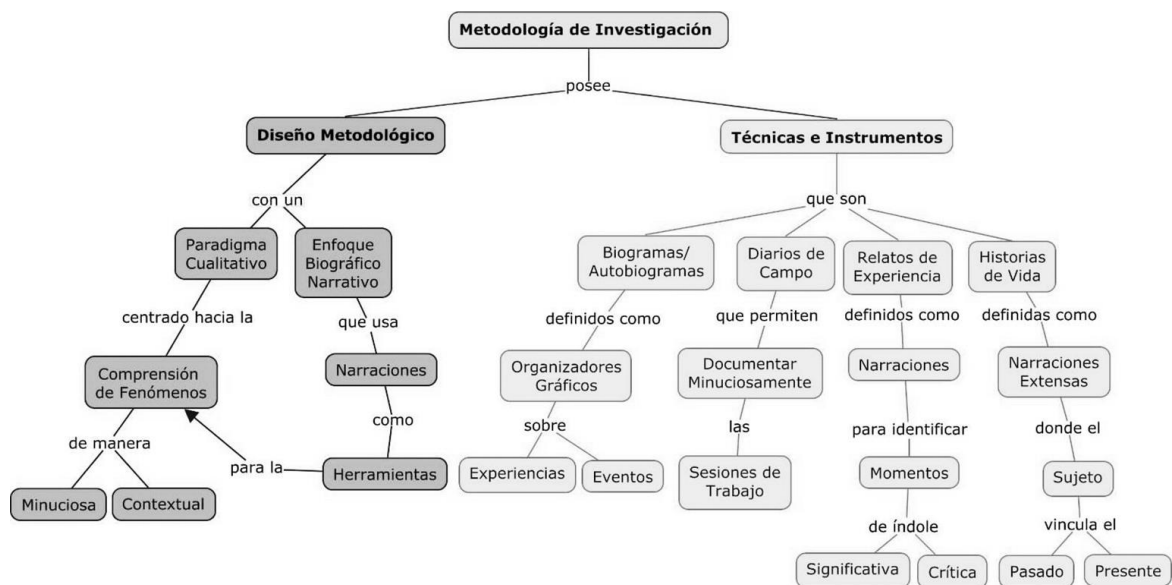 Metodología de Investigación
posee
Diseño Metodológico
Técnicas e Instrumentos
con un
que son
Paradigma
Cualitativo
Enfoque
Biográfico
Narrativo
Biogramas/
Autobiogramas
Diarios de
Campo
Relatos de
Experiencia
Historias
de Vida
centrado hacia la
que usa
definidos como
que permiten
definidos como
definidas como
Comprensión
de Fenómenos
Narraciones
Organizadores
Gráficos
Documentar
Minuciosamente
Narraciones
Narraciones
Extensas
de manera
como
sobre
las
para identificar
donde el
para la
Minuciosa
Contextual
Herramientas
Experiencias
Eventos
Sesiones de
Trabajo
Momentos
Sujeto
de índole
vincula el
Significativa
Crítica
Pasado
Presente